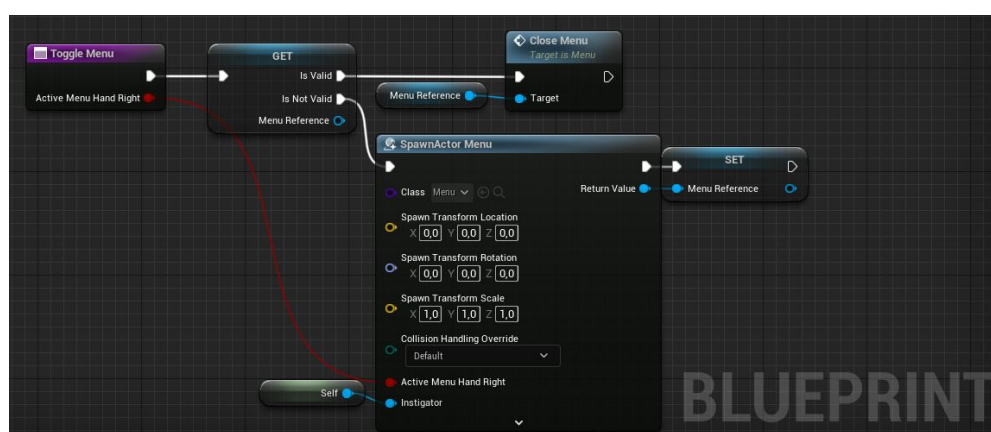 Toggle Menu
Active Menu Hand Right
GET
Is Valid
Is Not Valid
Menu Reference
Close Menu
Target is Menu
Menu Reference
Target
SpawnActor Menu
Class Menu
Return Value
Spawn Transform Location
X 0,0 Y 0,0 Z 0,0
Spawn Transform Rotation
X 0,0 Y 0,0 Z 0,0
Spawn Transform Scale
X 1,0 Y 1,0 Z 1,0
Collision Handling Override
Default
Active Menu Hand Right
Instigator
Self
SET
Menu Reference
BLUEPRINT